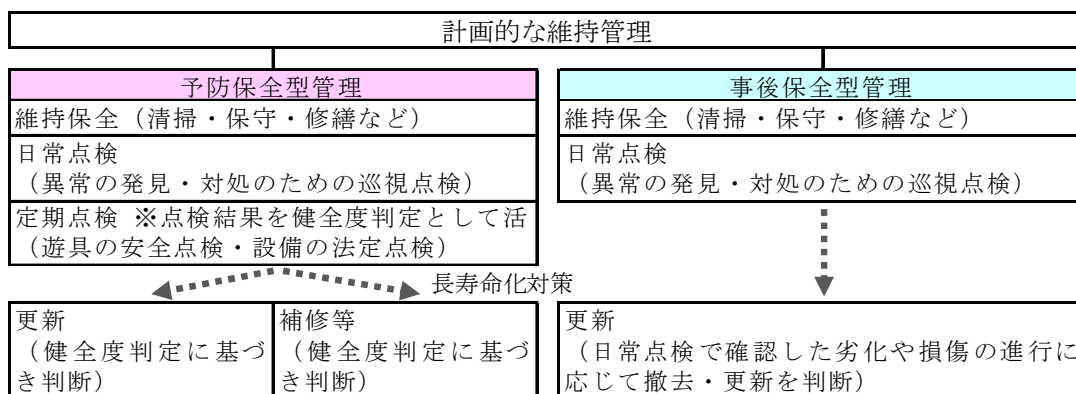 計画的な維持管理
予防保全型管理
維持保全（清掃・保守・修繕など）
日常点検
（異常の発見・対処のための巡視点検）
定期点検 ※点検結果を健全度判定として活
（遊具の安全点検・設備の法定点検）
長寿命化対策
更新
（健全度判定に基づ
き判断）
補修等
（健全度判定に基づ
き判断）
事後保全型管理
維持保全（清掃・保守・修繕など）
日常点検
（異常の発見・対処のための巡視点検）
更新
（日常点検で確認した劣化や損傷の進行に
応じて撤去・更新を判断）